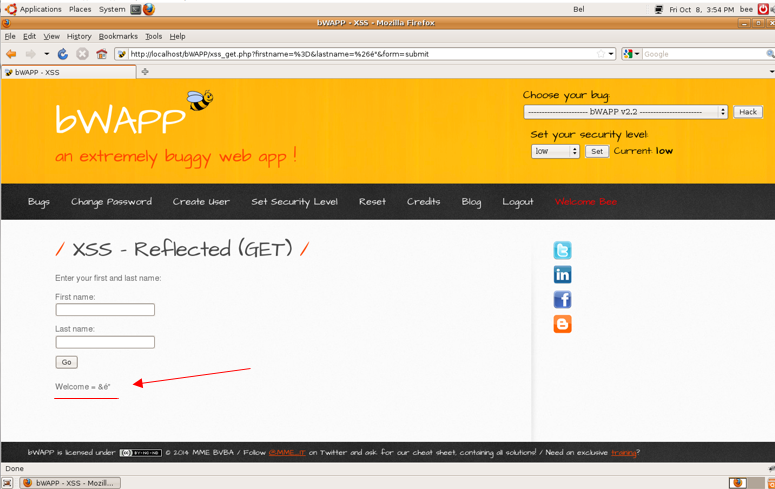 Applications Places System
Bel
Fri Oct 8, 3:54 PM
bee
bWAPP - XSS - Mozilla Firefox
File Edit View History Bookmarks Tools Help
http://localhost/bWAPP/xss_get.php?firstname=%3D&lastname=%26é"&form=submit
Google
bWAPP - XSS
bWAPP
an extremely buggy web app !
Choose your bug:
---------------------- bWAPP v2.2 ----------------------
Hack
Set your security level:
low
Set
Current: low
Bugs Change Password Create User Set Security Level Reset Credits Blog Logout Welcome Bee
/ XSS - Reflected (GET) /
Enter your first and last name:
First name:
Last name:
Go
Welcome = &é"
bWAPP is licensed under BY-NC-ND © 2014 MME BVBA / Follow @MME_IT on Twitter and ask for our cheat sheet, containing all solutions! / Need an exclusive training?
Done
bWAPP - XSS - Mozill...